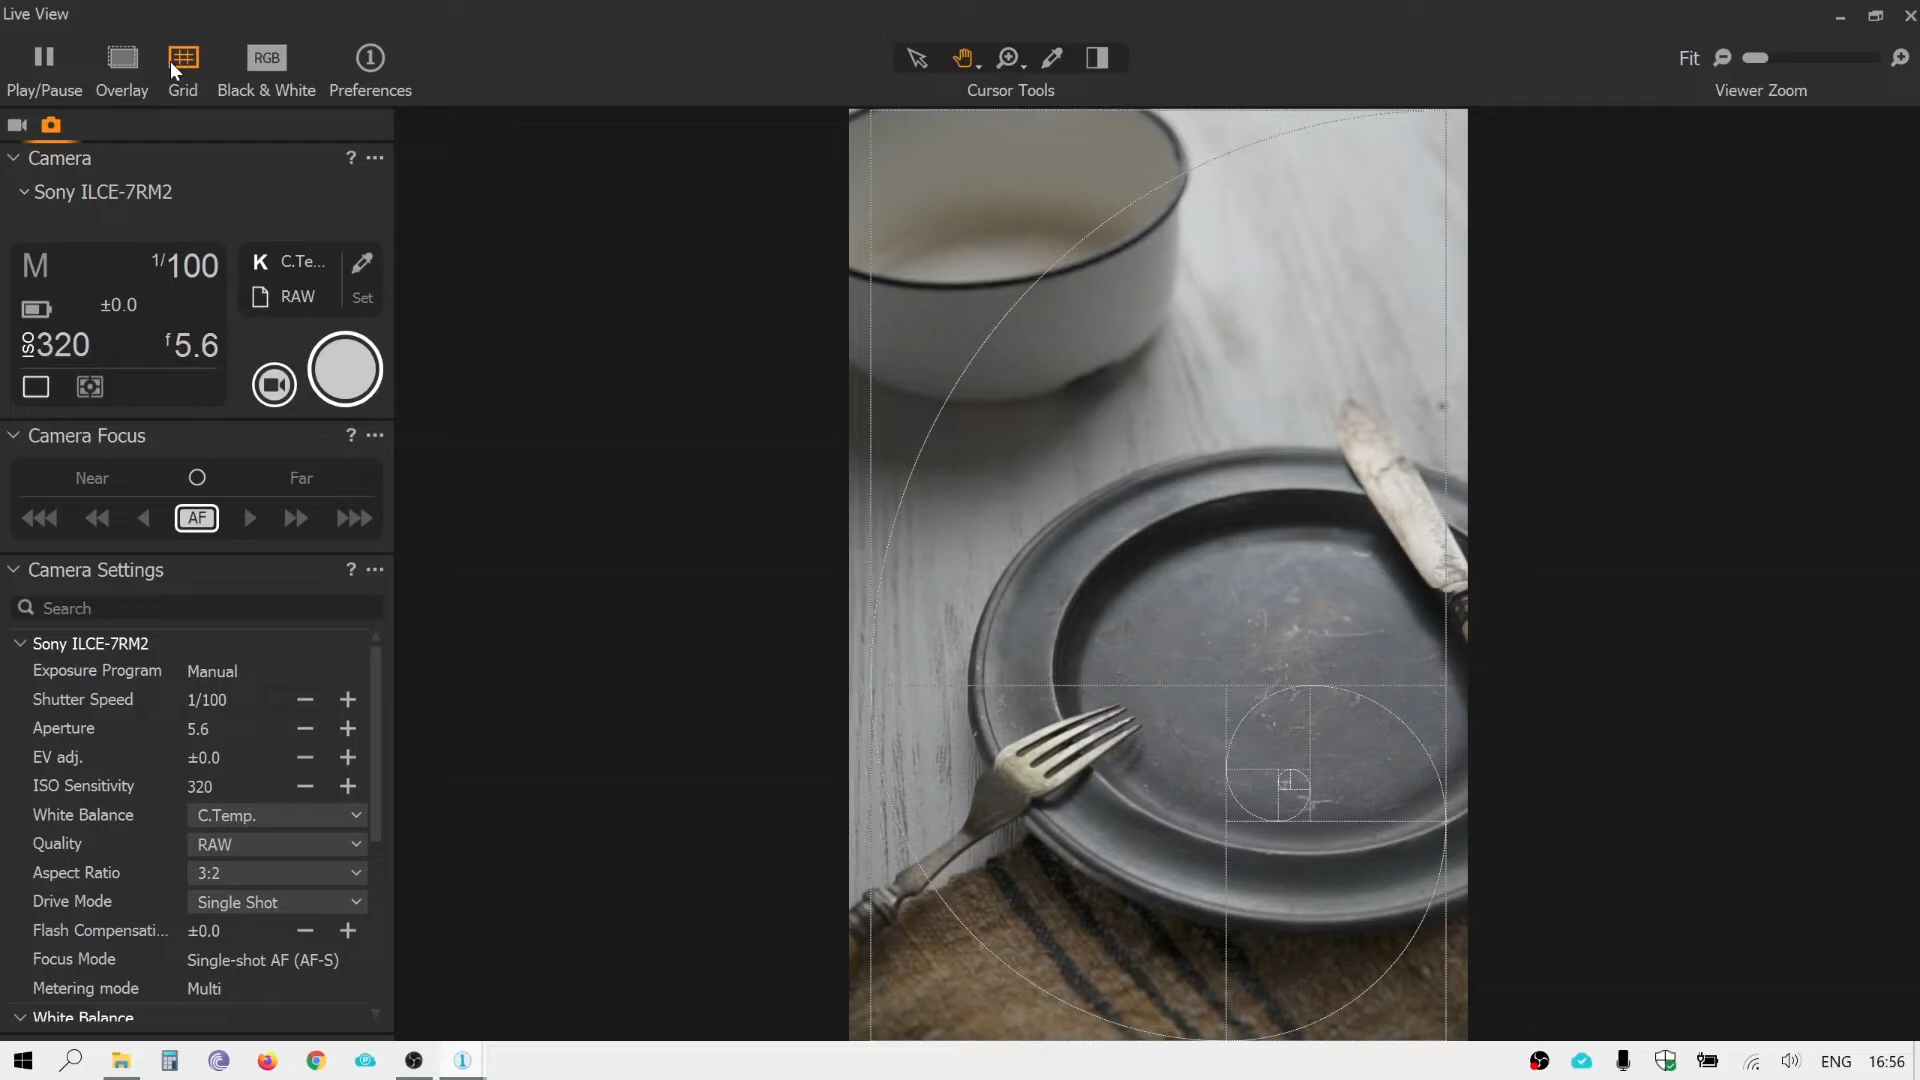 Live View
Play/Pause
Overlay
Grid
RGB
Black & White
Preferences
Cursor Tools
Fit
Viewer Zoom
Camera
?
Sony ILCE-7RM2
M
1/100
K C.Te...
±0.0
RAW
Set
ISO 320
f 5.6
Camera Focus
?
Near
Far
AF
Camera Settings
?
Search
Sony ILCE-7RM2
Exposure Program Manual
Shutter Speed 1/100
Aperture 5.6
EV adj. ±0.0
ISO Sensitivity 320
White Balance C.Temp.
Quality RAW
Aspect Ratio 3:2
Drive Mode Single Shot
Flash Compensati... ±0.0
Focus Mode Single-shot AF (AF-S)
Metering mode Multi
White Balance
ENG 16:56